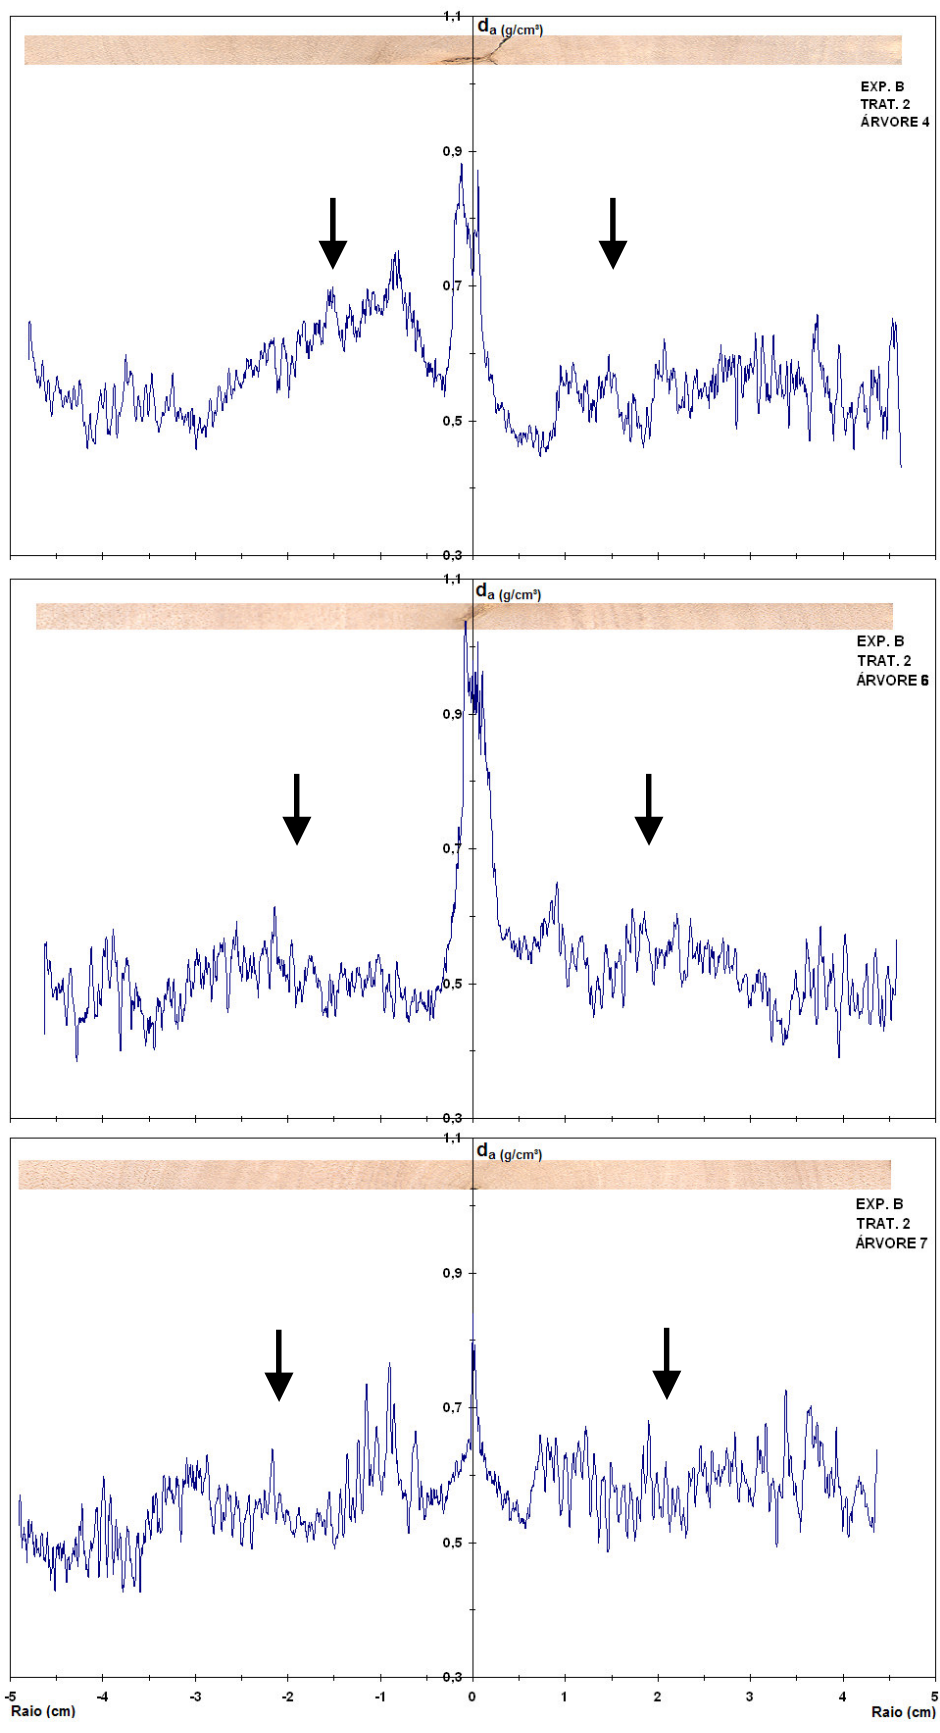 1,1
da (g/cm³)
EXP. B
TRAT. 2
ÁRVORE 4
0,9
0,7
0,5
0,3
1,1
da (g/cm³)
EXP. B
TRAT. 2
ÁRVORE 6
0,9
0,7
0,5
0,3
1,1
da (g/cm³)
EXP. B
TRAT. 2
ÁRVORE 7
0,9
0,7
0,5
0,3
-5 -4 -3 -2 -1 0 1 2 3 4 5
Raio (cm) Raio (cm)